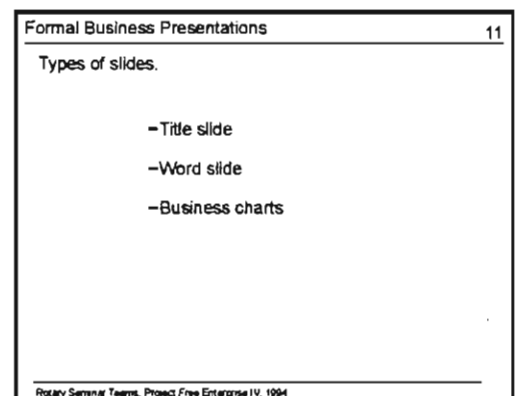 Formal Business Presentations 11
Types of slides.
–Title slide
–Word slide
–Business charts
Rotary Seminar Teams, Project Free Enterprise IV, 1994